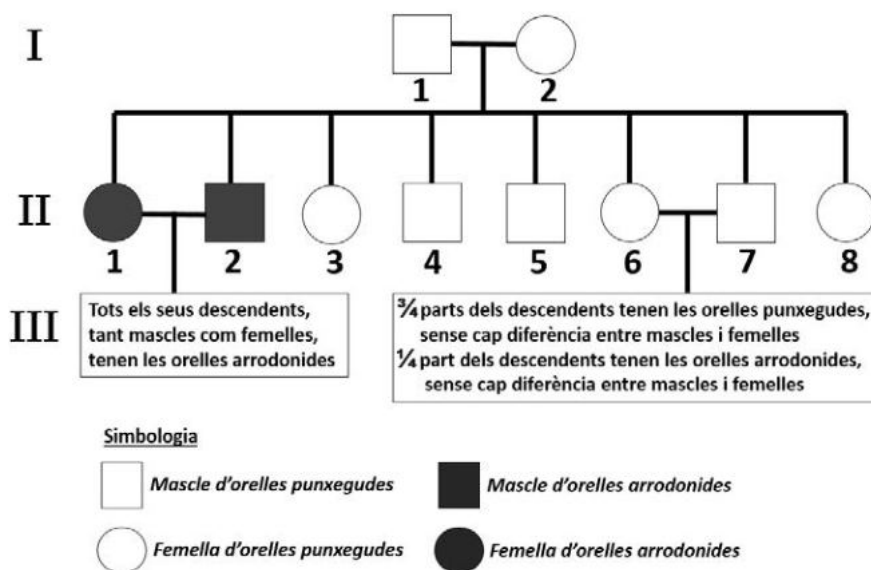 I
1 2
II
1 2 3 4 5 6 7 8
III
Tots els seus descendents,
tant mascles com femelles,
tenen les orelles arrodonides
¾ parts dels descendents tenen les orelles punxegudes,
sense cap diferència entre mascles i femelles
¼ part dels descendents tenen les orelles arrodonides,
sense cap diferència entre mascles i femelles
Simbologia
Mascle d'orelles punxegudes
Mascle d'orelles arrodonides
Femella d'orelles punxegudes
Femella d'orelles arrodonides